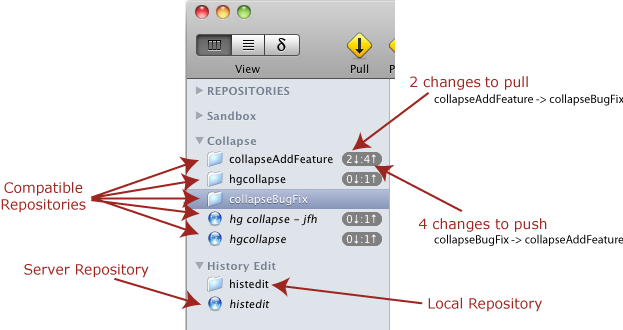 View
Pull
P
REPOSITORIES
Sandbox
Collapse
collapseAddFeature 2↓:4↑
hgcollapse 0↓:1↑
collapseBugFix
hg collapse - jfh 0↓:1↑
hgcollapse 0↓:1↑
History Edit
histedit
histedit
Compatible
Repositories
Server Repository
2 changes to pull
collapseAddFeature -> collapseBugFix
4 changes to push
collapseBugFix -> collapseAddFeature
Local Repository